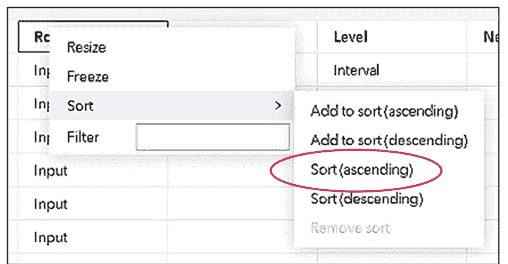 Level
Ne
Resize
Freeze
Interval
Sort
Add to sort (ascending)
Filter
Add to sort (descending)
Input
Sort (ascending)
Input
Sort (descending)
Input
Remove sort